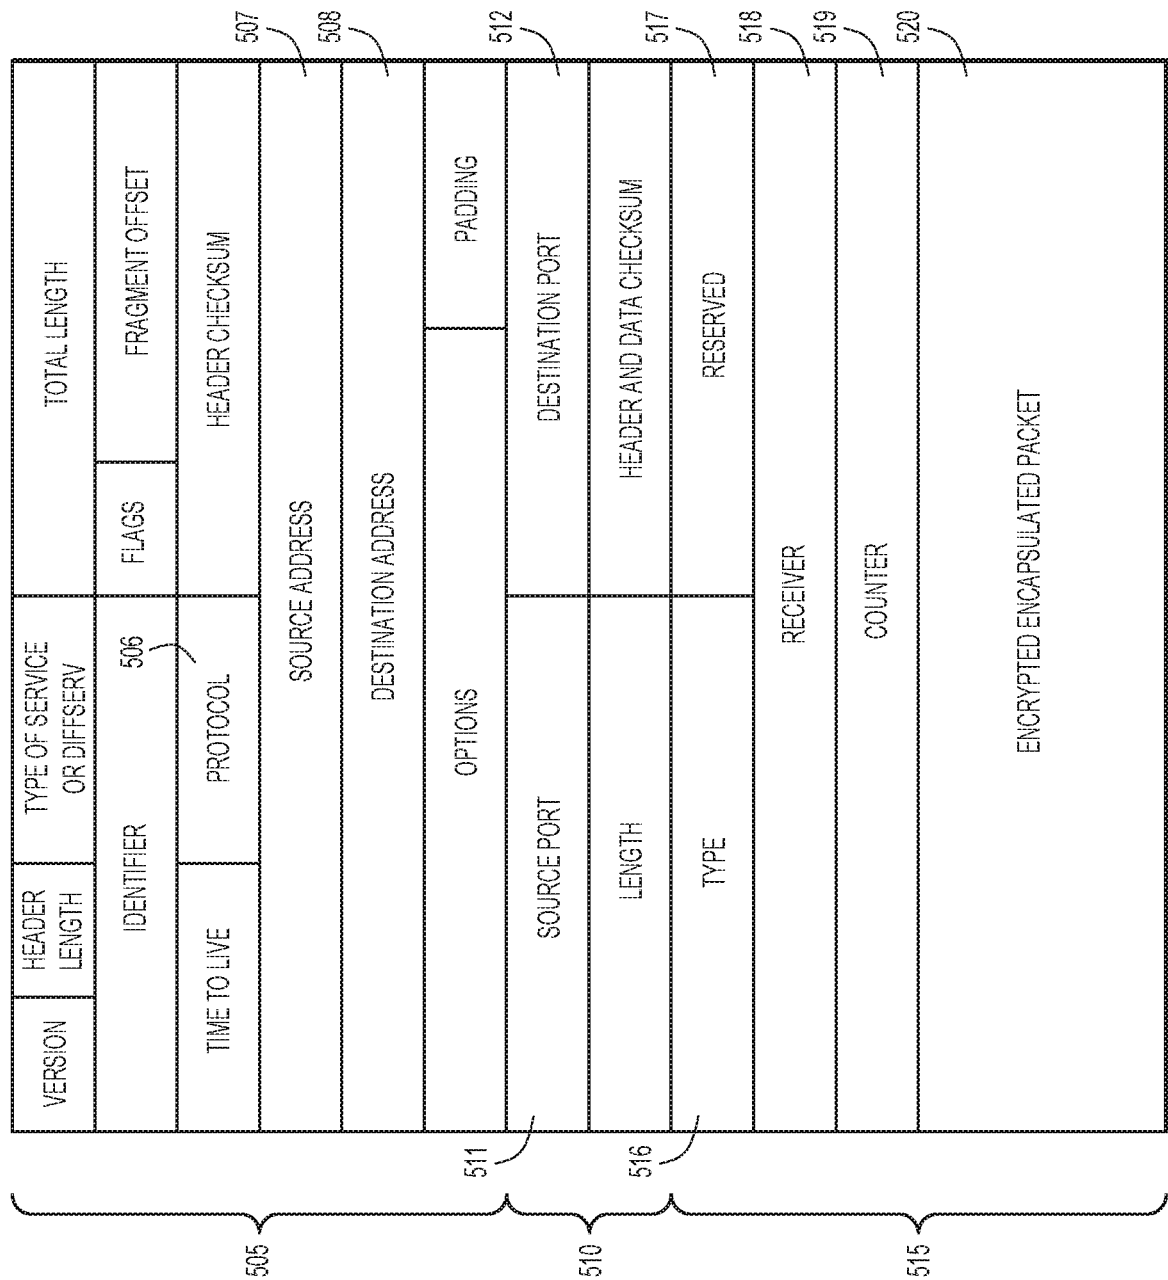 VERSION
HEADER
LENGTH
TYPE OF SERVICE
OR DIFFSERV
TOTAL LENGTH
IDENTIFIER
FLAGS
FRAGMENT OFFSET
TIME TO LIVE
506
PROTOCOL
HEADER CHECKSUM
505
SOURCE ADDRESS
507
DESTINATION ADDRESS
508
OPTIONS
PADDING
511
SOURCE PORT
DESTINATION PORT
512
510
LENGTH
HEADER AND DATA CHECKSUM
516
TYPE
RESERVED
517
RECEIVER
518
COUNTER
519
515
ENCRYPTED ENCAPSULATED PACKET
520